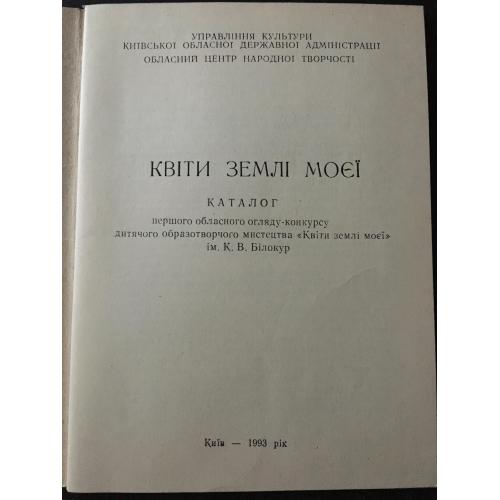 УПРАВЛІННЯ КУЛЬТУРИ
КИЇВСЬКОЇ ОБЛАСНОЇ ДЕРЖАВНОЇ АДМІНІСТРАЦІЇ
ОБЛАСНИЙ ЦЕНТР НАРОДНОЇ ТВОРЧОСТІ
КВІТИ ЗЕМЛІ МОЄЇ
КАТАЛОГ
першого обласного огляду-конкурсу
дитячого образотворчого мистецтва «Квіти землі моєї»
ім. К. В. Білокур
Київ — 1993 рік